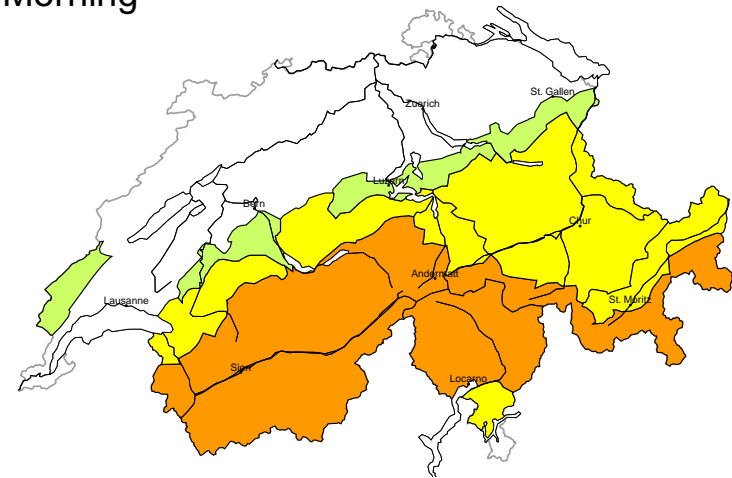 Morning
St. Gallen
Zuerich
Luzern
Bern
Chur
Andermatt
Lausanne
St. Moritz
Sion
Locarno